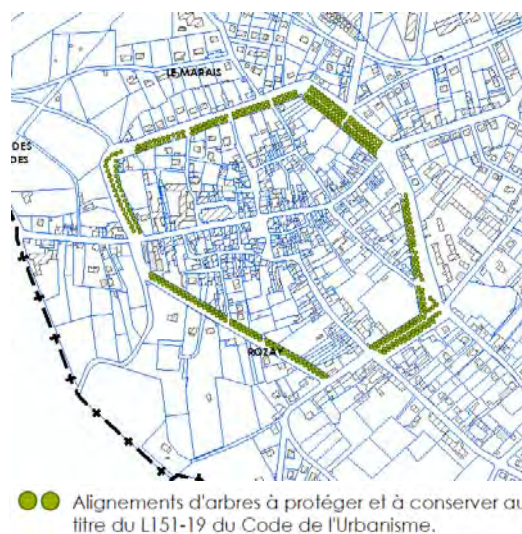 LE MARAIS
DES
DES
ROZAY
Alignements d'arbres à protéger et à conserver au
titre du L151-19 du Code de l'Urbanisme.